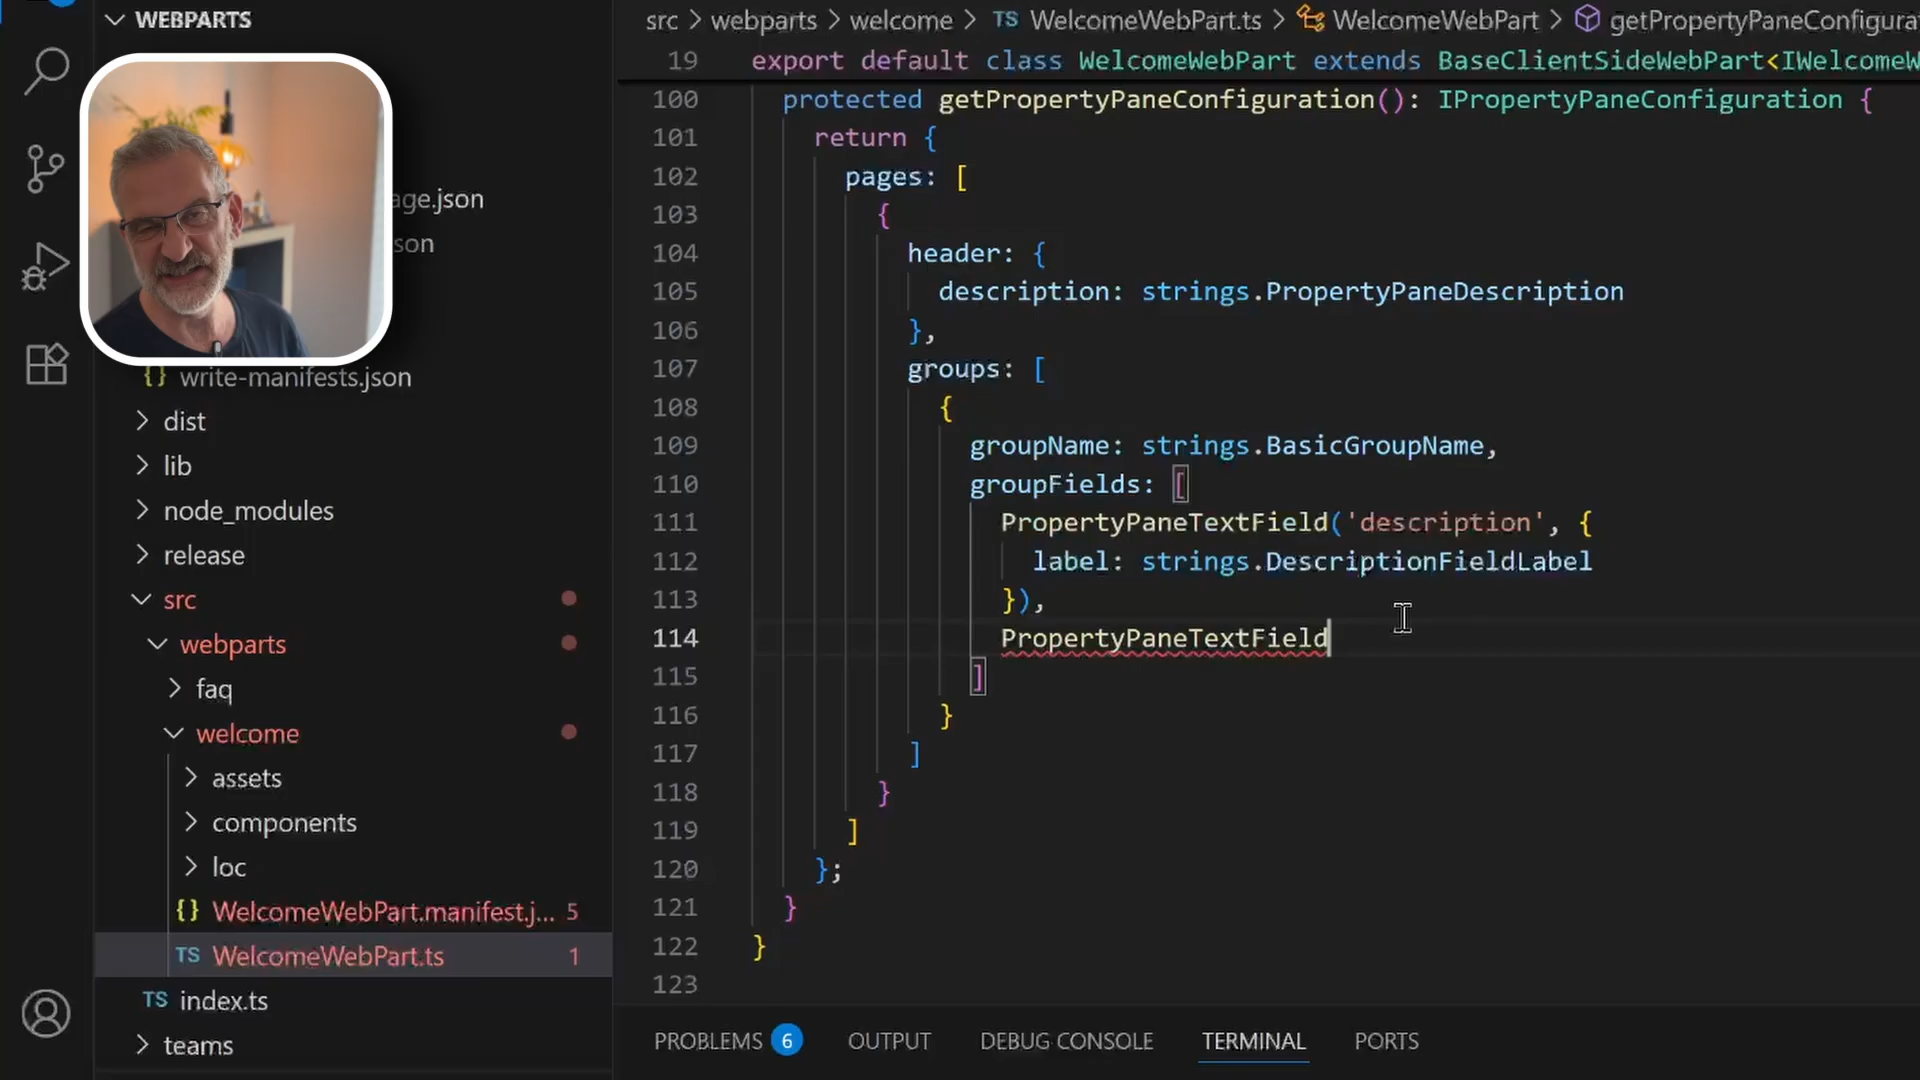 WEBPARTS
age.json
son
{} write-manifests.json
dist
lib
node_modules
release
src
webparts
faq
welcome
assets
components
loc
{} WelcomeWebPart.manifest.j... 5
TS WelcomeWebPart.ts 1
TS index.ts
teams
src > webparts > welcome > TS WelcomeWebPart.ts > WelcomeWebPart > getPropertyPaneConfigura
19 export default class WelcomeWebPart extends BaseClientSideWebPart<IWelcomeW
100 protected getPropertyPaneConfiguration(): IPropertyPaneConfiguration {
101 return {
102 pages: [
103 {
104 header: {
105 description: strings.PropertyPaneDescription
106 },
107 groups: [
108 {
109 groupName: strings.BasicGroupName,
110 groupFields: [
111 PropertyPaneTextField('description', {
112 label: strings.DescriptionFieldLabel
113 }),
114 PropertyPaneTextField
115 ]
116 }
117 ]
118 }
119 ]
120 };
121 }
122 }
123
PROBLEMS 6 OUTPUT DEBUG CONSOLE TERMINAL PORTS